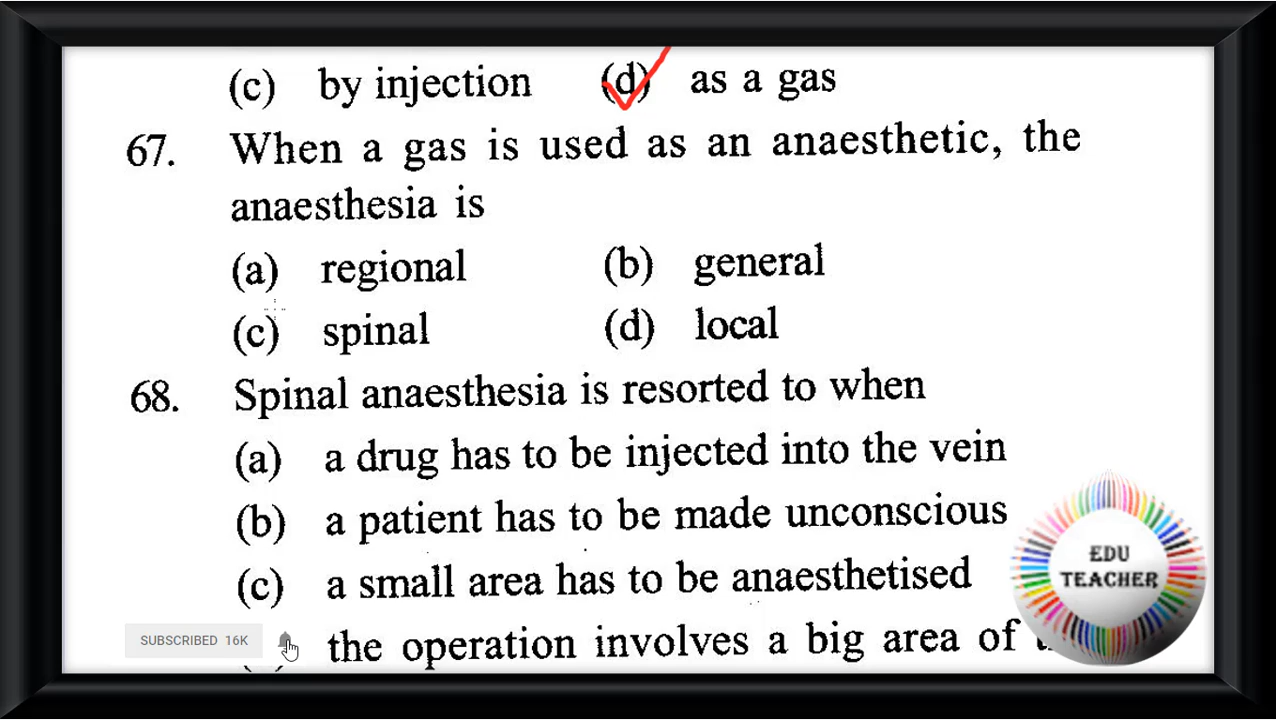 (c) by injection (d) as a gas
67. When a gas is used as an anaesthetic, the
anaesthesia is
(a) regional (b) general
(c) spinal (d) local
68. Spinal anaesthesia is resorted to when
(a) a drug has to be injected into the vein
(b) a patient has to be made unconscious
(c) a small area has to be anaesthetised
the operation involves a big area of
SUBSCRIBED 16K
EDU
TEACHER